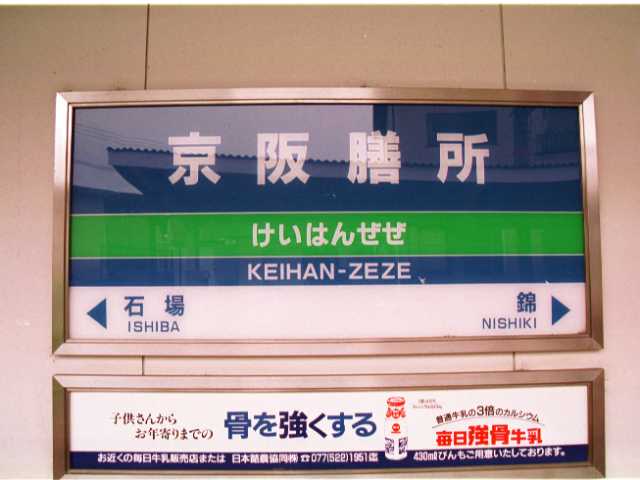 京阪膳所
けいはんぜぜ
KEIHAN-ZEZE
石場 錦
ISHIBA NISHIKI
子供さんから
お年寄りまでの
骨を強くする
普通牛乳の3倍のカルシウム
毎日強骨牛乳
お近くの毎日牛乳販売店または 日本酪農協同㈱☎077(522)1951迄
430mlびんもご用意いたしております。